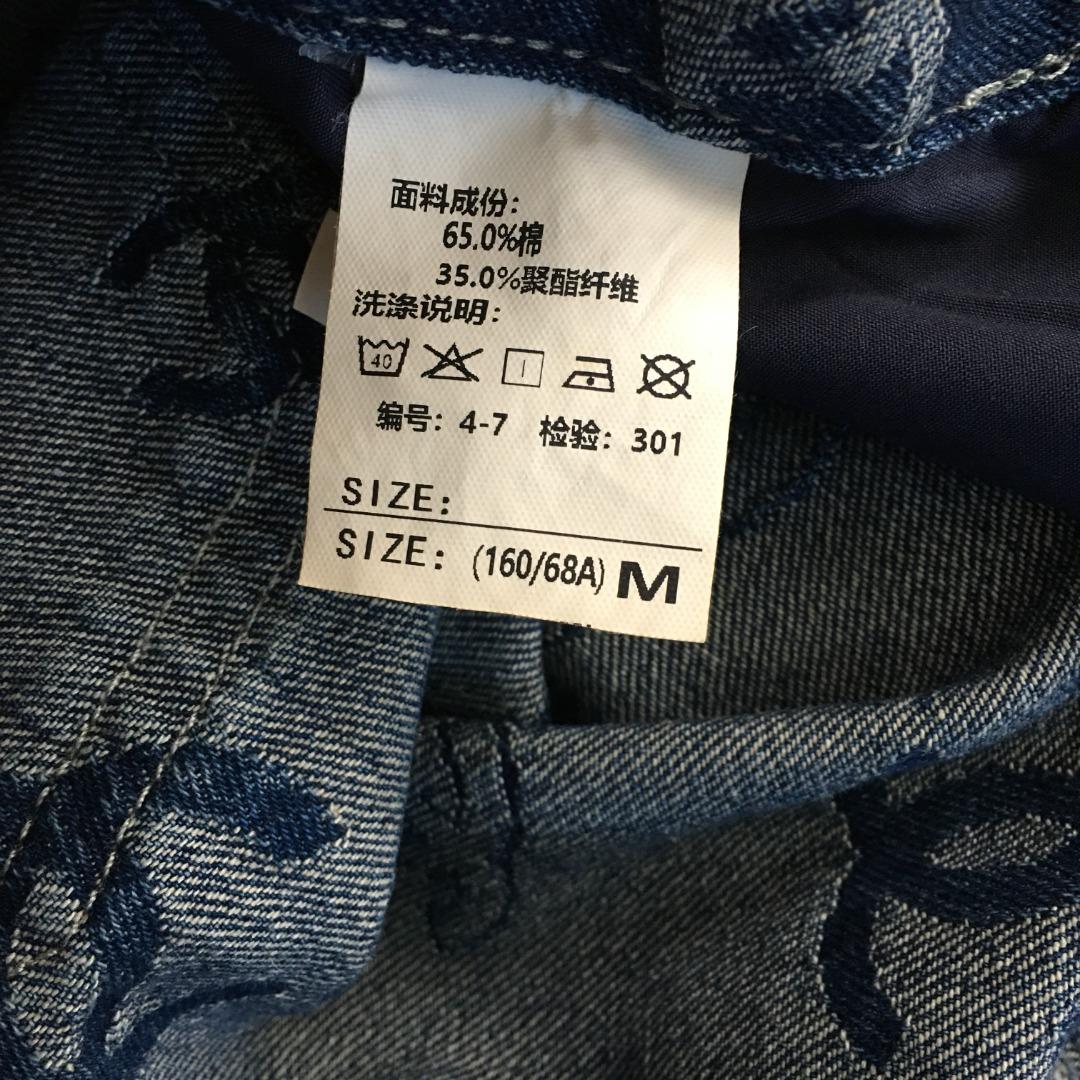 面料成份:
65.0%棉
35.0%聚酯纤维
洗涤说明:
40
编号: 4-7 检验: 301
SIZE:
SIZE: (160/68A) M